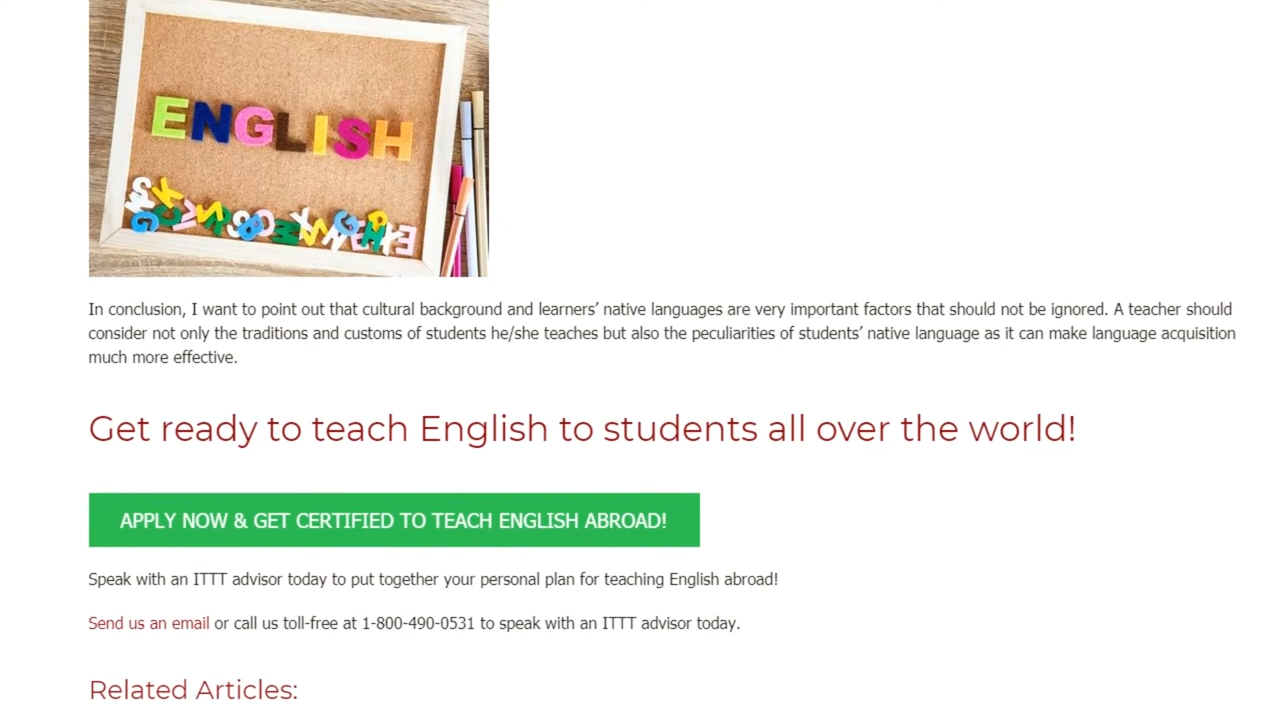 ENGLISH
In conclusion, I want to point out that cultural background and learners’ native languages are very important factors that should not be ignored. A teacher should
consider not only the traditions and customs of students he/she teaches but also the peculiarities of students’ native language as it can make language acquisition
much more effective.
Get ready to teach English to students all over the world!
APPLY NOW & GET CERTIFIED TO TEACH ENGLISH ABROAD!
Speak with an ITTT advisor today to put together your personal plan for teaching English abroad!
Send us an email or call us toll-free at 1-800-490-0531 to speak with an ITTT advisor today.
Related Articles: